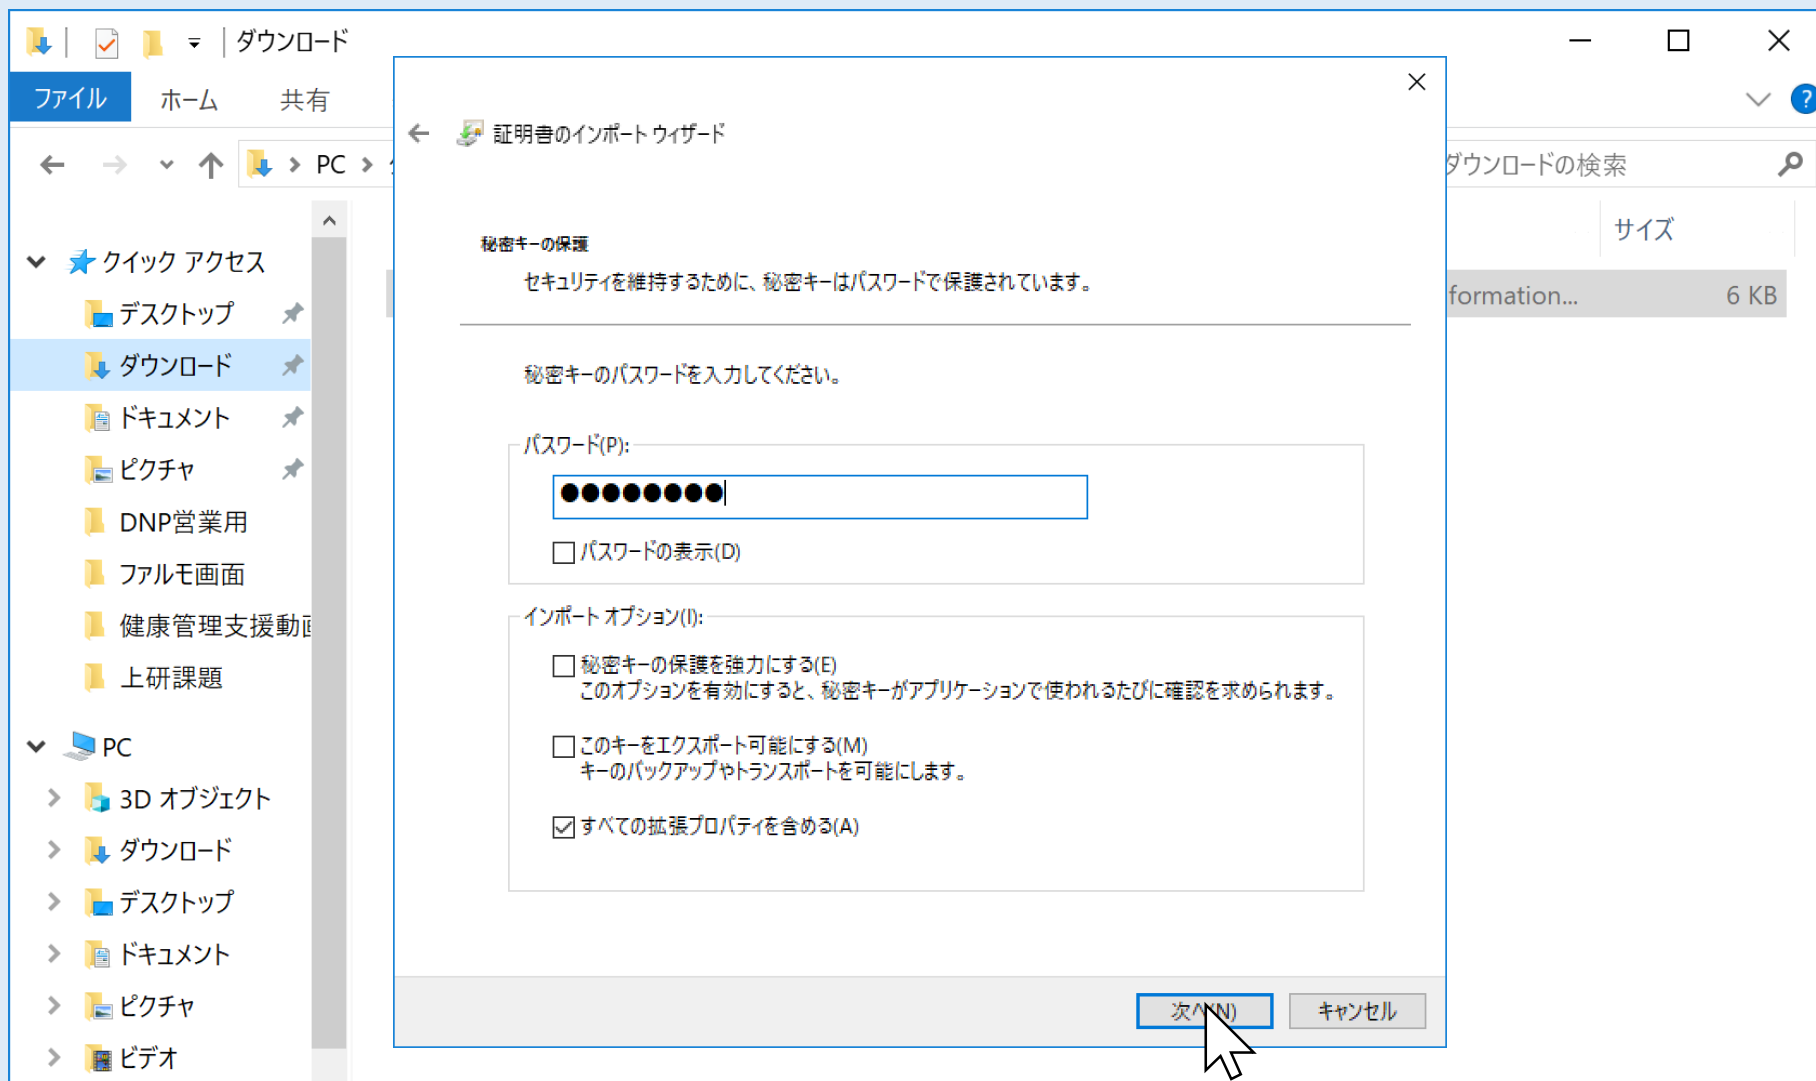 ダウンロード
ファイル
ホーム
共有
?
PC
ダウンロードの検索
サイズ
formation...
6 KB
クイック アクセス
デスクトップ
ダウンロード
ドキュメント
ピクチャ
DNP営業用
ファルモ画面
健康管理支援動画
上研課題
PC
3D オブジェクト
ダウンロード
デスクトップ
ドキュメント
ピクチャ
ビデオ
証明書のインポート ウィザード
秘密キーの保護
セキュリティを維持するために、秘密キーはパスワードで保護されています。
秘密キーのパスワードを入力してください。
パスワード(P):
●●●●●●●●
パスワードの表示(D)
インポート オプション(I):
秘密キーの保護を強力にする(E)
このオプションを有効にすると、秘密キーがアプリケーションで使われるたびに確認を求められます。
このキーをエクスポート可能にする(M)
キーのバックアップやトランスポートを可能にします。
すべての拡張プロパティを含める(A)
次へ(N)
キャンセル